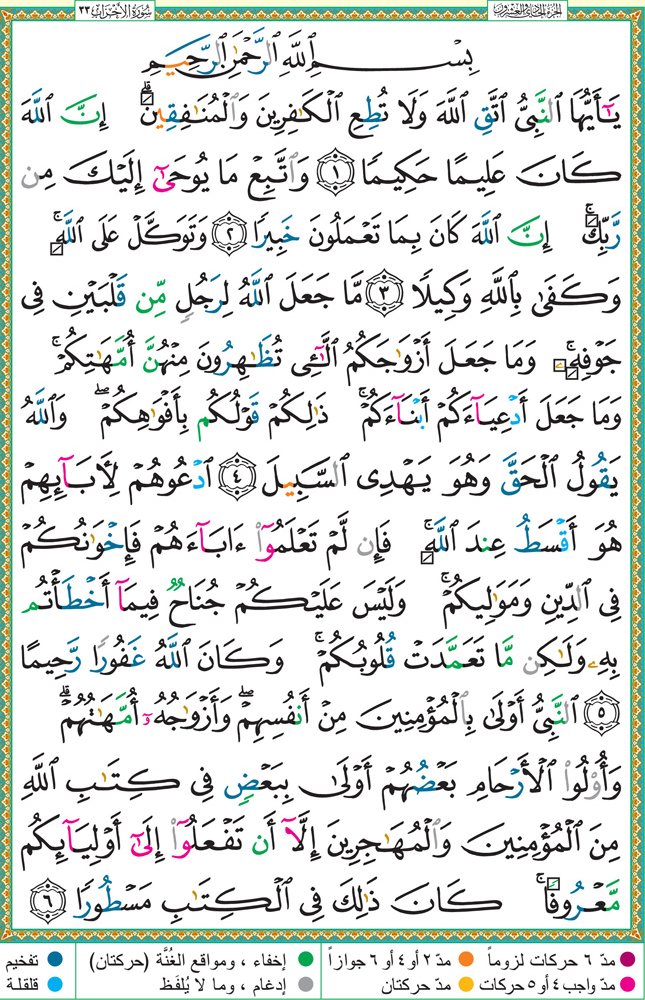 سُورَةُ الأَحْزَاب ٣٣
الجزء الحادي والعشرون
بِسْمِ ٱللَّهِ ٱلرَّحْمَٰنِ ٱلرَّحِيمِ
يَـٰٓأَيُّهَا ٱلنَّبِىُّ ٱتَّقِ ٱللَّهَ وَلَا تُطِعِ ٱلْكَـٰفِرِينَ وَٱلْمُنَـٰفِقِينَ ۗ إِنَّ ٱللَّهَ
كَانَ عَلِيمًا حَكِيمًا ١ وَٱتَّبِعْ مَا يُوحَىٰٓ إِلَيْكَ مِن
رَّبِّكَ ۚ إِنَّ ٱللَّهَ كَانَ بِمَا تَعْمَلُونَ خَبِيرًا ٢ وَتَوَكَّلْ عَلَى ٱللَّهِ ۚ
وَكَفَىٰ بِٱللَّهِ وَكِيلًا ٣ مَّا جَعَلَ ٱللَّهُ لِرَجُلٍ مِّن قَلْبَيْنِ فِى
جَوْفِهِۦ ۚ وَمَا جَعَلَ أَزْوَٰجَكُمُ ٱلَّـٰٓـِٔى تُظَـٰهِرُونَ مِنْهُنَّ أُمَّهَـٰتِكُمْ ۚ
وَمَا جَعَلَ أَدْعِيَآءَكُمْ أَبْنَآءَكُمْ ۚ ذَٰلِكُمْ قَوْلُكُم بِأَفْوَٰهِكُمْ ۖ وَٱللَّهُ
يَقُولُ ٱلْحَقَّ وَهُوَ يَهْدِى ٱلسَّبِيلَ ٤ ٱدْعُوهُمْ لِـَٔابَآئِهِمْ
هُوَ أَقْسَطُ عِندَ ٱللَّهِ ۚ فَإِن لَّمْ تَعْلَمُوٓا۟ ءَابَآءَهُمْ فَإِخْوَٰنُكُمْ
فِى ٱلدِّينِ وَمَوَٰلِيكُمْ ۚ وَلَيْسَ عَلَيْكُمْ جُنَاحٌ فِيمَآ أَخْطَأْتُم
بِهِۦ وَلَـٰكِن مَّا تَعَمَّدَتْ قُلُوبُكُمْ ۚ وَكَانَ ٱللَّهُ غَفُورًا رَّحِيمًا
٥ ٱلنَّبِىُّ أَوْلَىٰ بِٱلْمُؤْمِنِينَ مِنْ أَنفُسِهِمْ ۖ وَأَزْوَٰجُهُۥٓ أُمَّهَـٰتُهُمْ ۗ
وَأُو۟لُوا۟ ٱلْأَرْحَامِ بَعْضُهُمْ أَوْلَىٰ بِبَعْضٍ فِى كِتَـٰبِ ٱللَّهِ
مِنَ ٱلْمُؤْمِنِينَ وَٱلْمُهَـٰجِرِينَ إِلَّآ أَن تَفْعَلُوٓا۟ إِلَىٰٓ أَوْلِيَآئِكُم
مَّعْرُوفًا ۚ كَانَ ذَٰلِكَ فِى ٱلْكِتَـٰبِ مَسْطُورًا ٦
مدّ ٦ حركات لزوماً مدّ ٢ أو ٤ أو ٦ جوازاً إخفاء ، ومواقع الغُنَّة (حركتان) تفخيم
مدّ واجب ٤ أو ٥ حركات مدّ حركتان إدغام ، وما لا يُلفَظ قلقلة